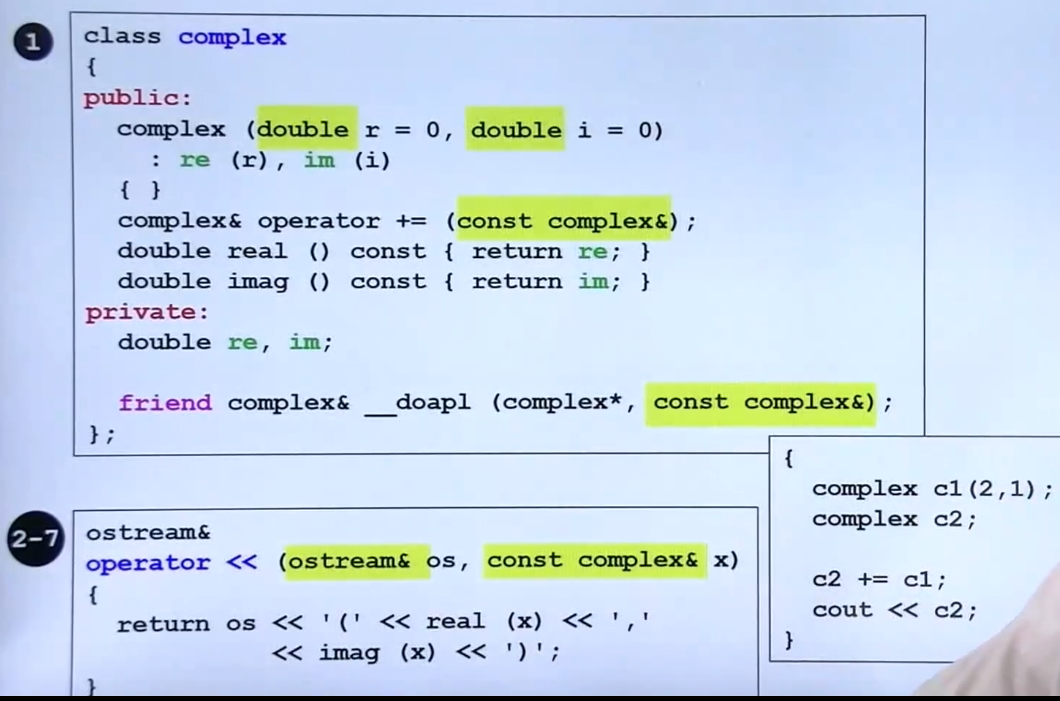 1
class complex
{
public:
complex (double r = 0, double i = 0)
: re (r), im (i)
{ }
complex& operator += (const complex&);
double real () const { return re; }
double imag () const { return im; }
private:
double re, im;
friend complex& __doapl (complex*, const complex&);
};
2-7
ostream&
operator << (ostream& os, const complex& x)
{
return os << '(' << real (x) << ','
<< imag (x) << ')';
}
{
complex c1(2,1);
complex c2;
c2 += c1;
cout << c2;
}